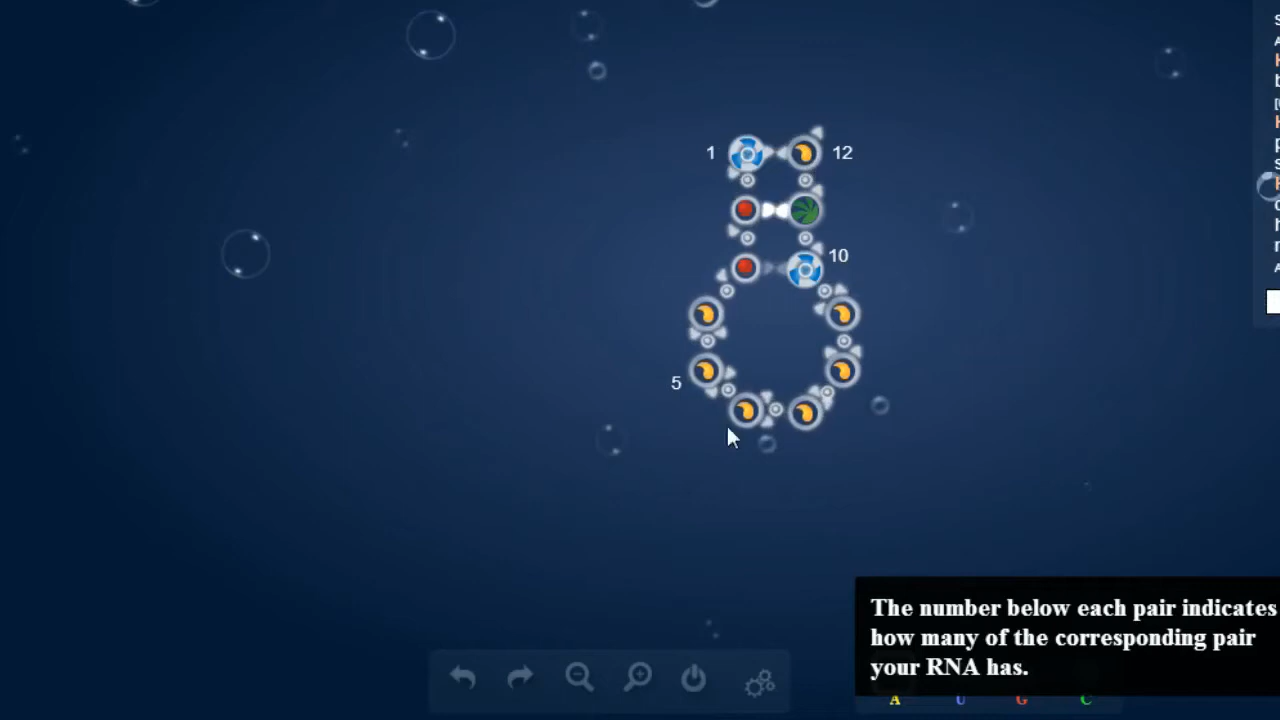 1
12
10
5
The number below each pair indicates
how many of the corresponding pair
your RNA has.
A U G C